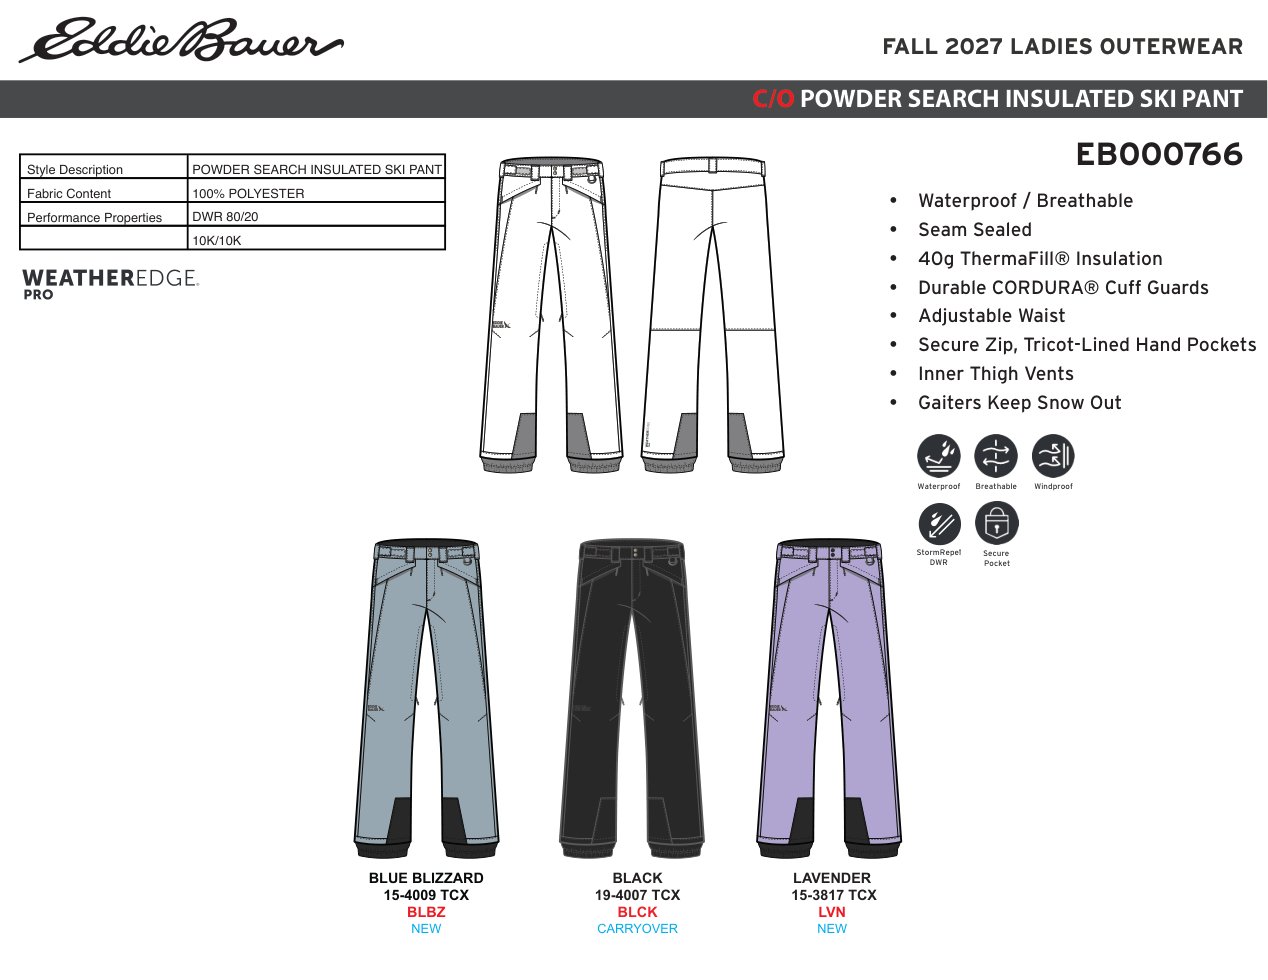 Eddie Bauer
FALL 2027 LADIES OUTERWEAR
C/O POWDER SEARCH INSULATED SKI PANT
EB000766
Style Description POWDER SEARCH INSULATED SKI PANT
Fabric Content 100% POLYESTER
Performance Properties DWR 80/20
10K/10K
WEATHEREDGE®
PRO
• Waterproof / Breathable
• Seam Sealed
• 40g ThermaFill® Insulation
• Durable CORDURA® Cuff Guards
• Adjustable Waist
• Secure Zip, Tricot-Lined Hand Pockets
• Inner Thigh Vents
• Gaiters Keep Snow Out
Waterproof Breathable Windproof
StormRepel Secure
DWR Pocket
EDDIE
BAUER
BLUE BLIZZARD
15-4009 TCX
BLBZ
NEW
BLACK
19-4007 TCX
BLCK
CARRYOVER
LAVENDER
15-3817 TCX
LVN
NEW